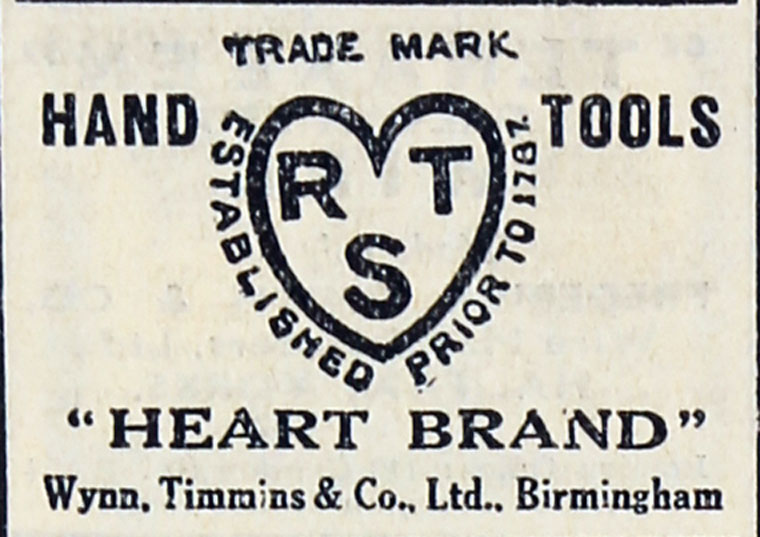 TRADE MARK
HAND TOOLS
ESTABLISHED PRIOR TO 1787
R T
S
"HEART BRAND"
Wynn, Timmins & Co., Ltd., Birmingham